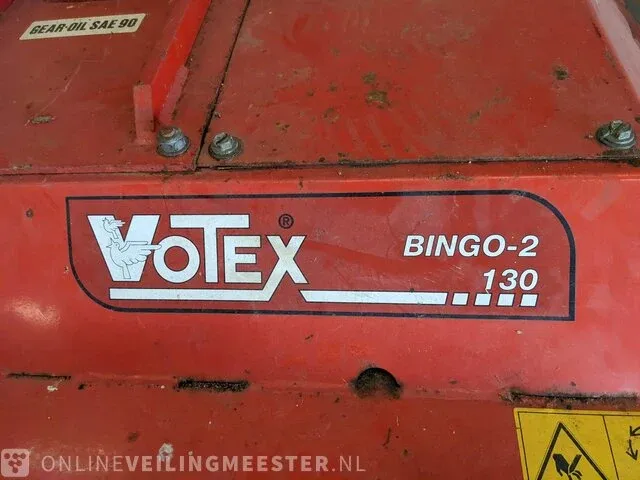 GEAR-OIL SAE 90
VOTEX®
BINGO-2
130
ONLINEVEILINGMEESTER.NL